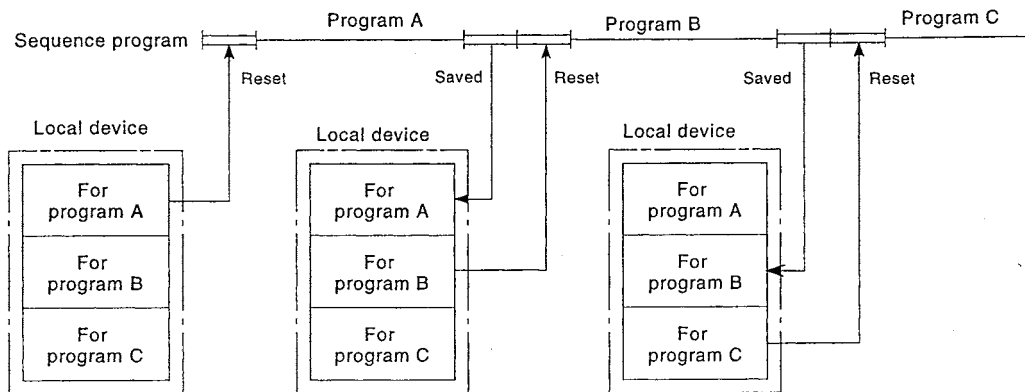 Program A
Program B
Program C
Sequence program
Reset
Saved
Reset
Saved
Reset
Local device
For
program A
For
program B
For
program C
Local device
For
program A
For
program B
For
program C
Local device
For
program A
For
program B
For
program C